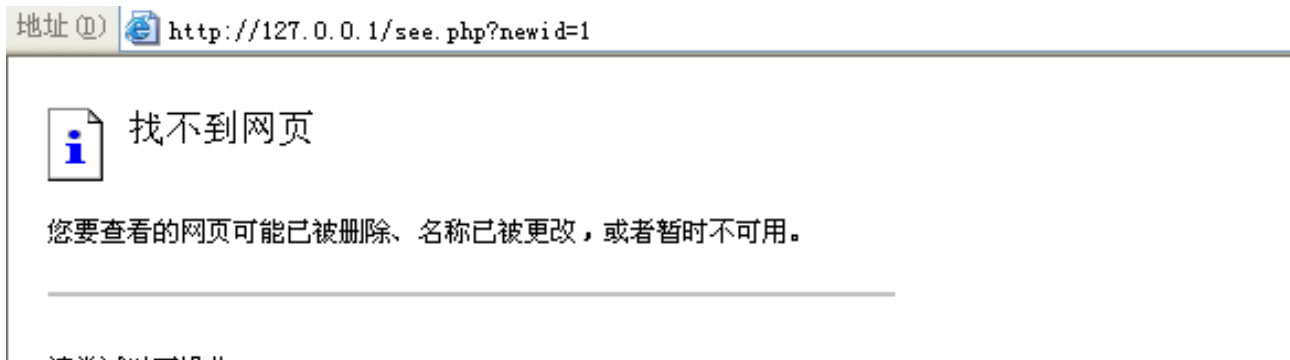 地址(D) http://127.0.0.1/see.php?newid=1
找不到网页
您要查看的网页可能已被删除、名称已被更改，或者暂时不可用。